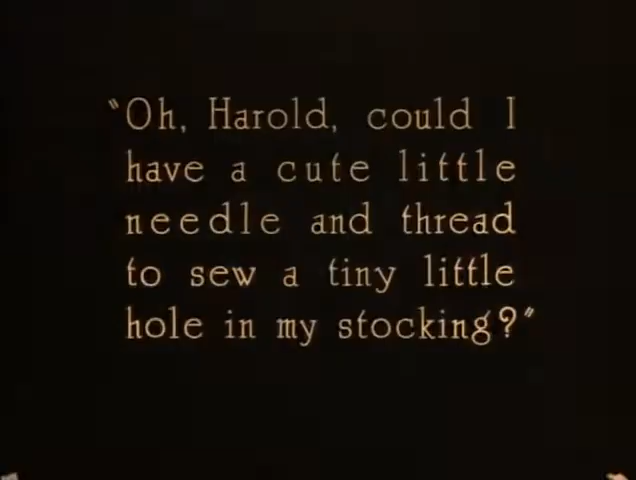 "Oh, Harold, could I
have a cute little
needle and thread
to sew a tiny little
hole in my stocking?"